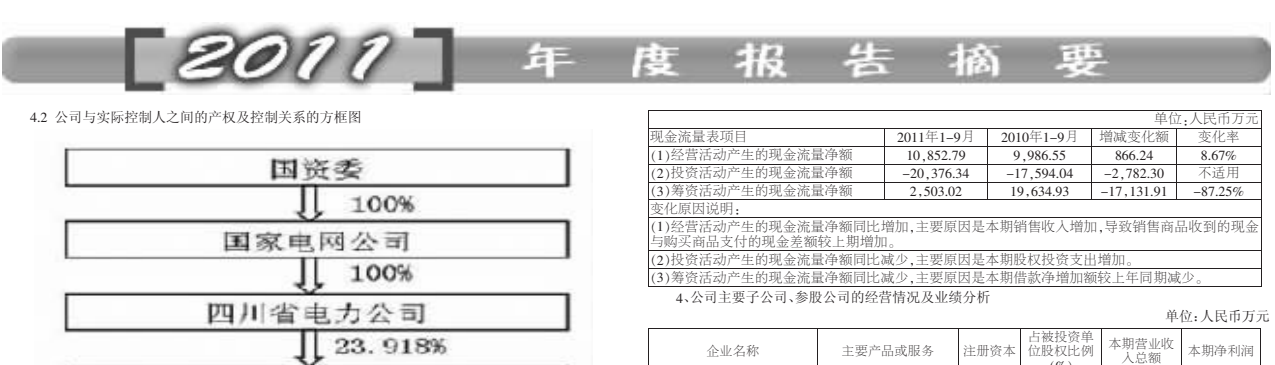 2011 年度报告摘要
4.2 公司与实际控制人之间的产权及控制关系的方框图
国资委
100%
国家电网公司
100%
四川省电力公司
23.918%
单位:人民币万元
现金流量表项目 2011年1-9月 2010年1-9月 增减变化额 变化率
(1)经营活动产生的现金流量净额 10,852.79 9,986.55 866.24 8.67%
(2)投资活动产生的现金流量净额 -20,376.34 -17,594.04 -2,782.30 不适用
(3)筹资活动产生的现金流量净额 2,503.02 19,634.93 -17,131.91 -87.25%
变化原因说明:
(1)经营活动产生的现金流量净额同比增加,主要原因是本期销售收入增加,导致销售商品收到的现金
与购买商品支付的现金差额较上期增加。
(2)投资活动产生的现金流量净额同比减少,主要原因是本期股权投资支出增加。
(3)筹资活动产生的现金流量净额同比减少,主要原因是本期借款净增加额较上年同期减少。
4、公司主要子公司、参股公司的经营情况及业绩分析
单位:人民币万元
企业名称 主要产品或服务 注册资本 占被投资单位股权比例(%) 本期营业收入总额 本期净利润